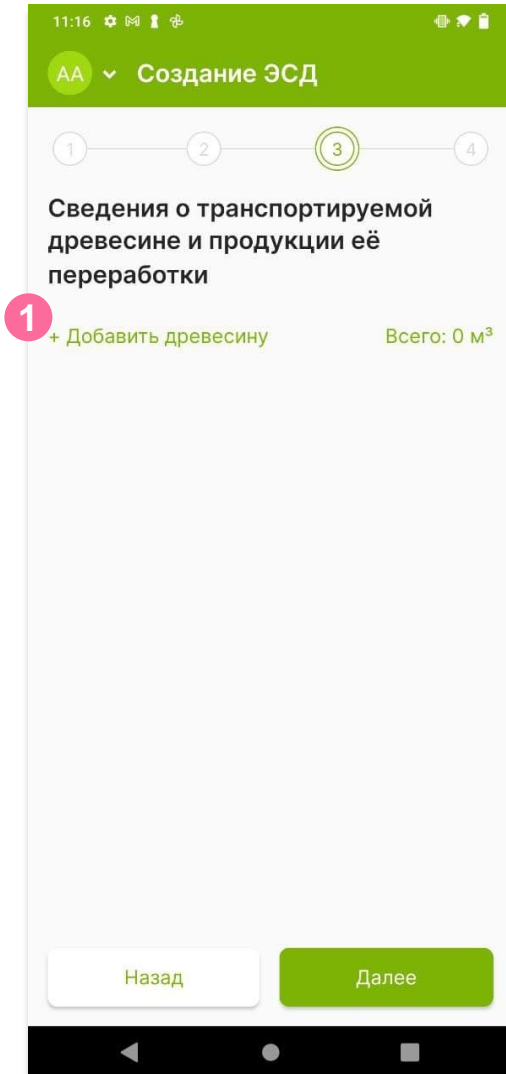 11:16
АА Создание ЭСД
1 2 3 4
Сведения о транспортируемой
древесине и продукции её
переработки
1
+ Добавить древесину Всего: 0 м³
Назад Далее